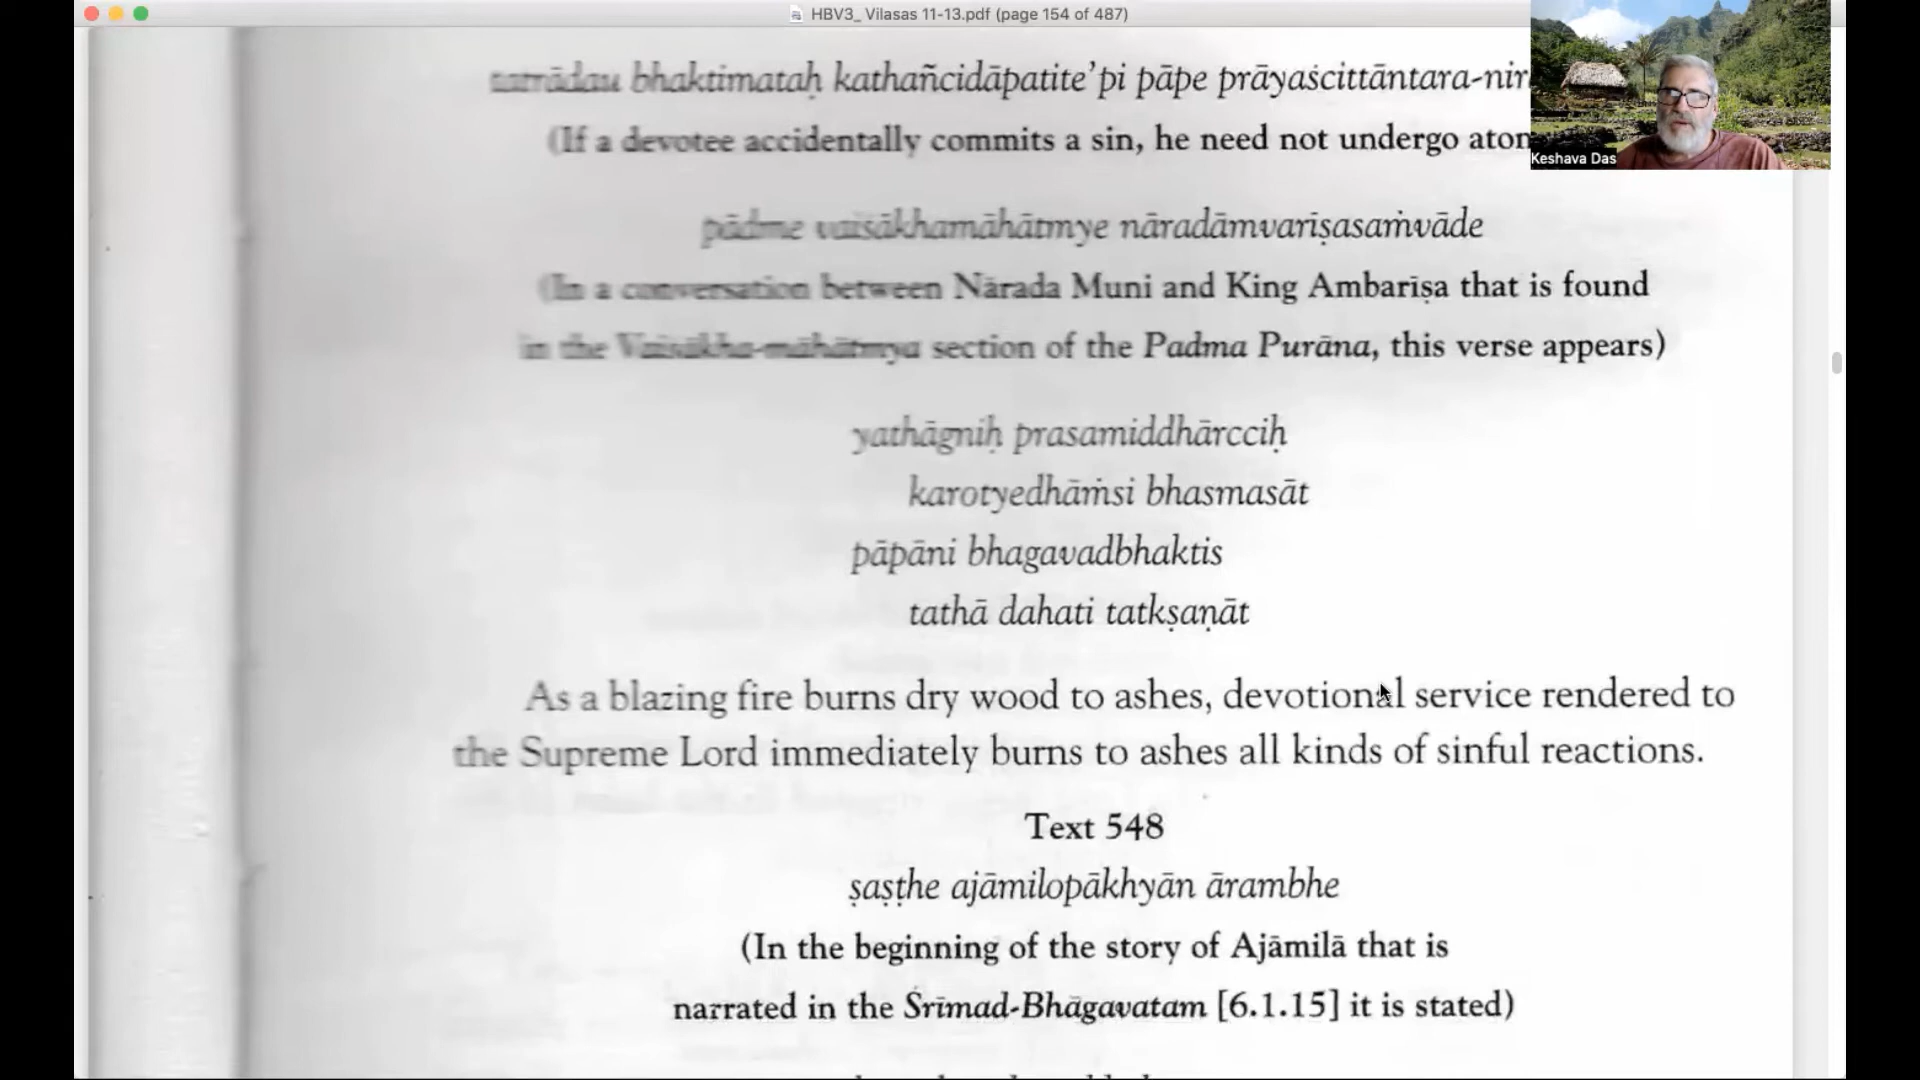 HBV3_ Vilasas 11-13.pdf (page 154 of 487)
Keshava Das
bhaktimataḥ kathañcidāpatite'pi pāpe prāyaścittāntara-nir
(If a devotee accidentally commits a sin, he need not undergo aton
pādme vaiśākhamāhātmye nāradāmvarīṣasaṁvāde
(In a conversation between Nārada Muni and King Ambarīṣa that is found
in the Vaiśākha-māhātmya section of the Padma Purāna, this verse appears)
yathāgniḥ prasamiddhārcciḥ
karotyedhāṁsi bhasmasāt
pāpāni bhagavadbhaktis
tathā dahati tatkṣaṇāt
As a blazing fire burns dry wood to ashes, devotional service rendered to
the Supreme Lord immediately burns to ashes all kinds of sinful reactions.
Text 548
ṣaṣṭhe ajāmilopākhyān ārambhe
(In the beginning of the story of Ajāmilā that is
narrated in the Śrīmad-Bhāgavatam [6.1.15] it is stated)